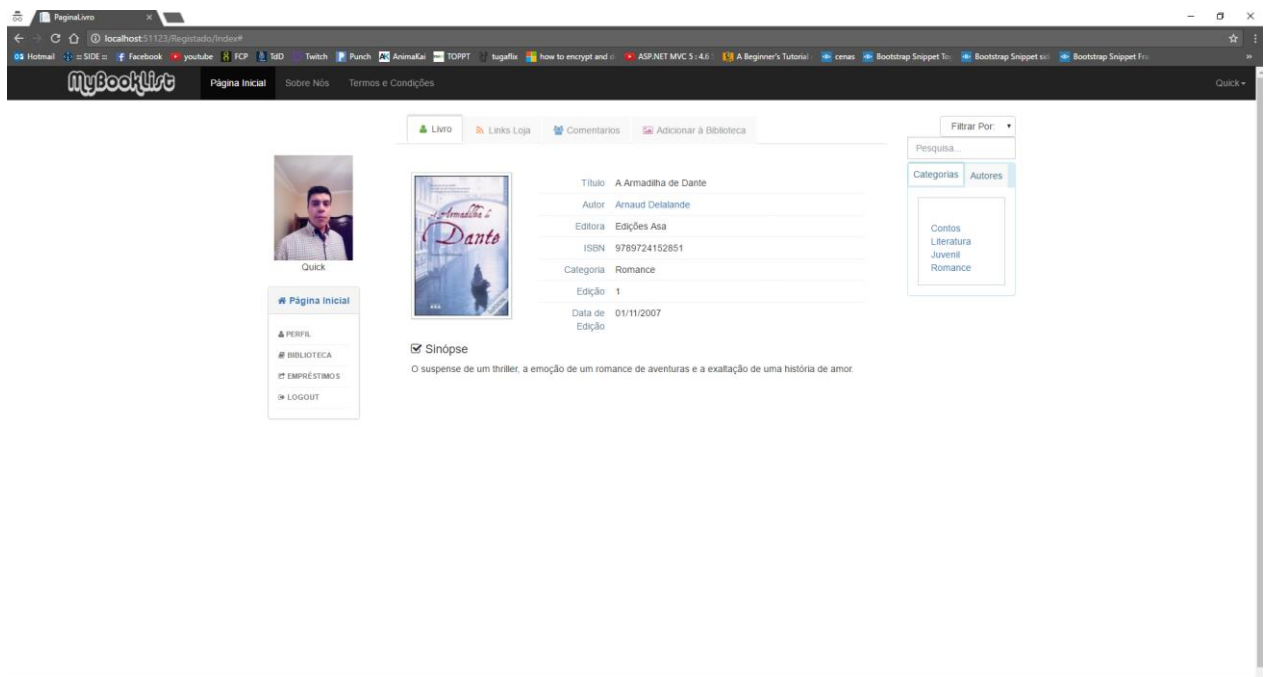 PaginaLivro
localhost:51123/Registado/Index#
Hotmail :: SIDE :: Facebook youtube FCP TdD Twitch Punch AnimaKai TOPPT tugaflix how to encrypt and d ASP.NET MVC 5 : 4.6 A Beginner's Tutorial cenas Bootstrap Snippet To Bootstrap Snippet sid Bootstrap Snippet Fr
MyBookList Página Inicial Sobre Nós Termos e Condições Quick
Livro Links Loja Comentarios Adicionar à Biblioteca
Filtrar Por:
Pesquisa...
Categorias Autores
Contos
Literatura
Juvenil
Romance
Quick
Página Inicial
PERFIL
BIBLIOTECA
EMPRÉSTIMOS
LOGOUT
A Armadilha de
Dante
Título A Armadilha de Dante
Autor Arnaud Delalande
Editora Edições Asa
ISBN 9789724152851
Categoria Romance
Edição 1
Data de 01/11/2007
Edição
Sinópse
O suspense de um thriller, a emoção de um romance de aventuras e a exaltação de uma história de amor.